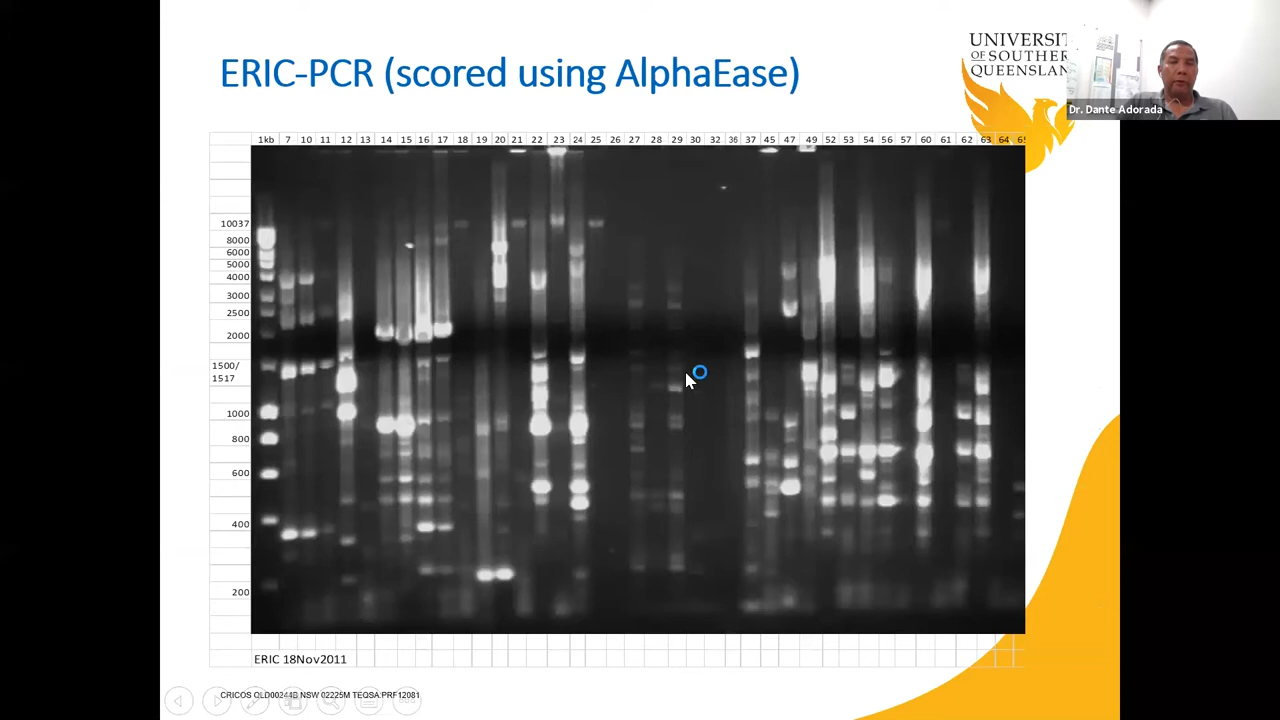 ERIC-PCR (scored using AlphaEase)
UNIVERSIT
OF SOUTHER
QUEENSLAN
Dr. Dante Adorada
1kb 7 10 11 12 13 14 15 16 17 18 19 20 21 22 23 24 25 26 27 28 29 30 32 36 37 45 47 49 52 53 54 56 57 60 61 62 63 64 65
10037
8000
6000
5000
4000
3000
2500
2000
1500/
1517
1000
800
600
400
200
ERIC 18Nov2011
CRICOS QLD00244B NSW 02225M TEQSA:PRF12081